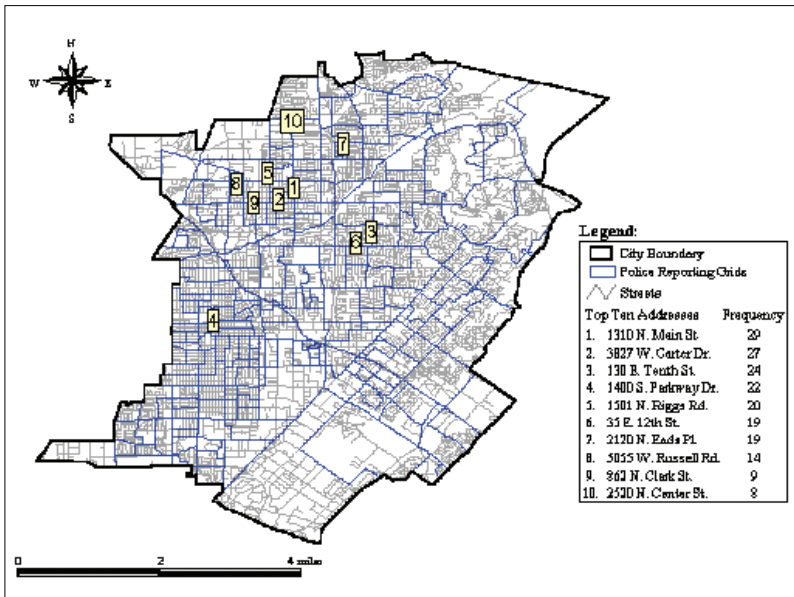 N
W E
S
10
7
5
8
1
2
9
3
6
4
Legend:
City Boundary
Police Reporting Grids
Streets
Top Ten Addresses Frequency
1. 1310 N. Main St. 29
2. 3827 W. Carter Dr. 27
3. 130 E. Tenth St. 24
4. 1400 S. Parkway Dr. 22
5. 1501 N. Riggs Rd. 20
6. 35 E. 12th St. 19
7. 2120 N. Eads Pl. 19
8. 5055 W. Russell Rd. 14
9. 862 N. Clark St. 9
10. 2520 N. Center St. 8
0 2 4 miles